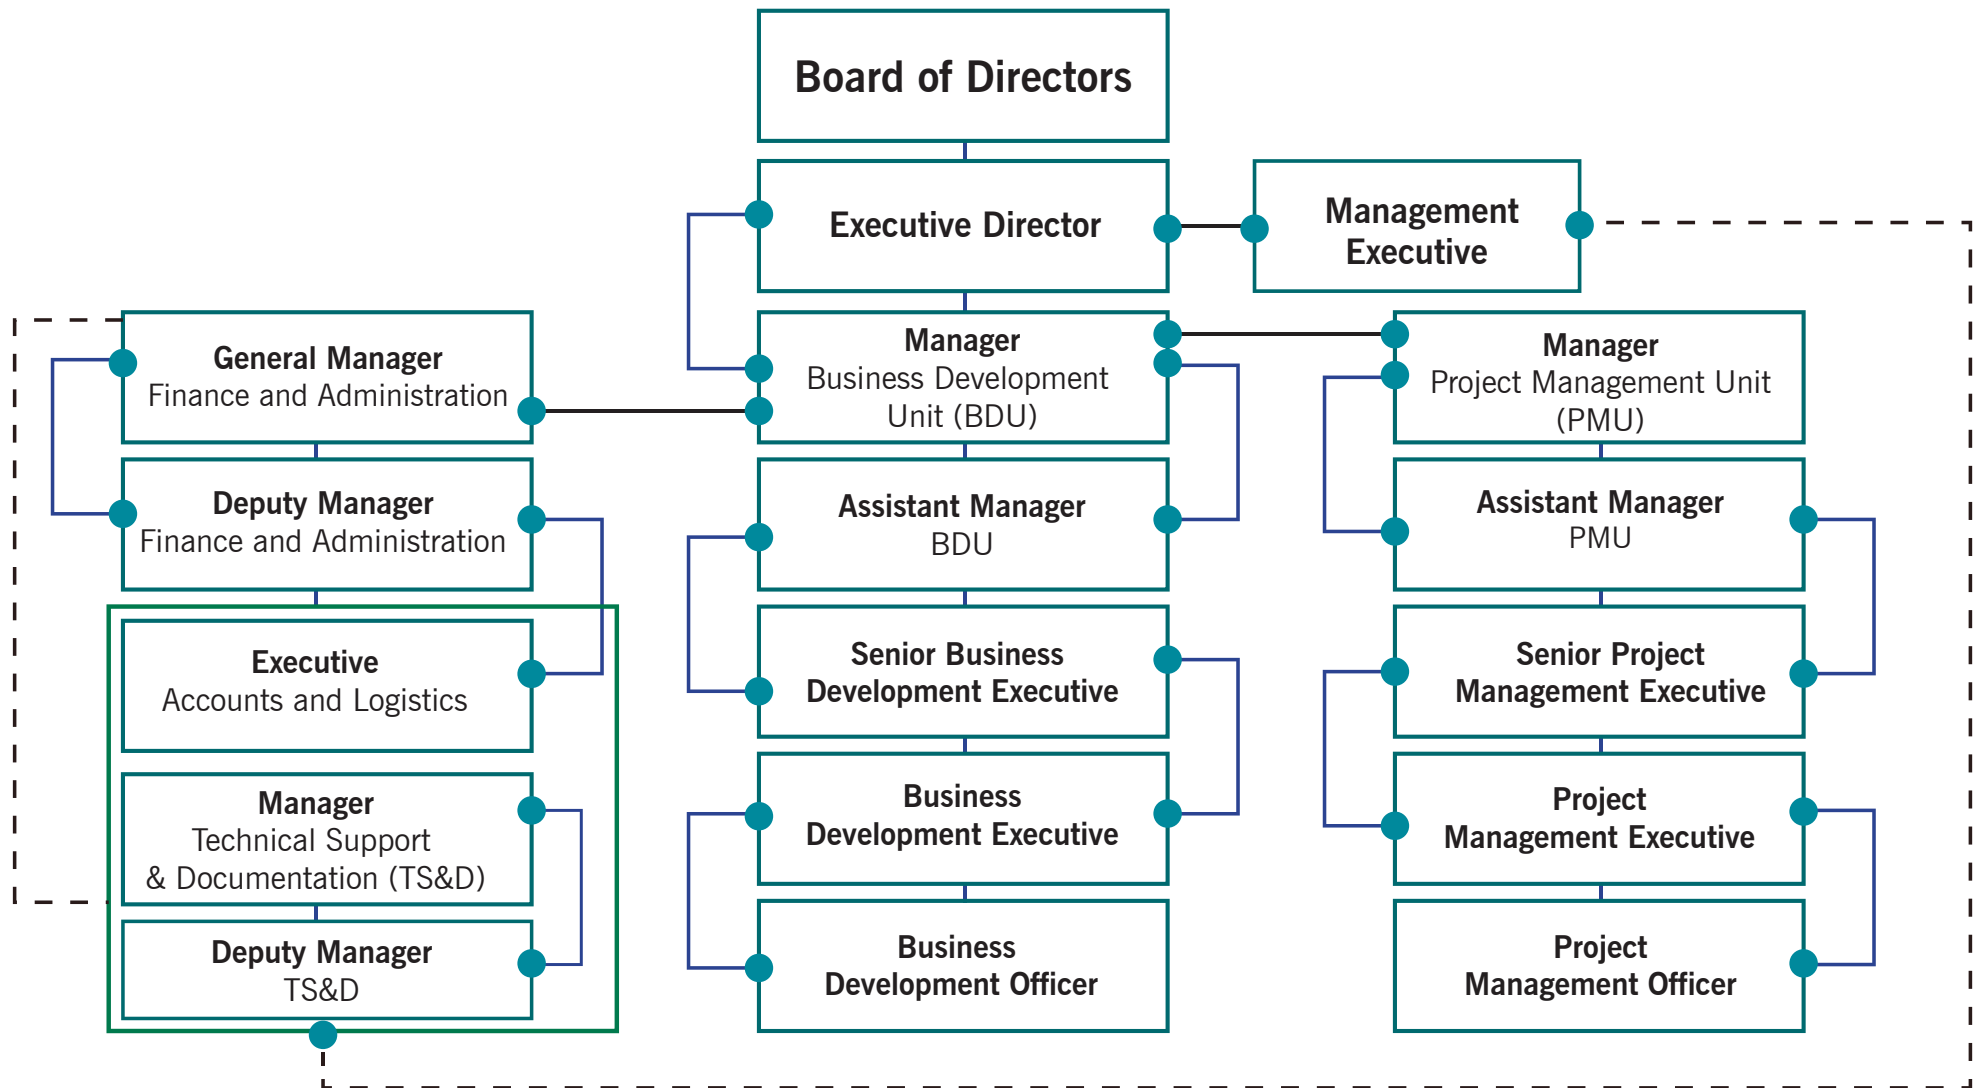 Board of Directors
Executive Director
Management
Executive
General Manager
Finance and Administration
Deputy Manager
Finance and Administration
Executive
Accounts and Logistics
Manager
Technical Support
& Documentation (TS&D)
Deputy Manager
TS&D
Manager
Business Development
Unit (BDU)
Assistant Manager
BDU
Senior Business
Development Executive
Business
Development Executive
Business
Development Officer
Manager
Project Management Unit
(PMU)
Assistant Manager
PMU
Senior Project
Management Executive
Project
Management Executive
Project
Management Officer